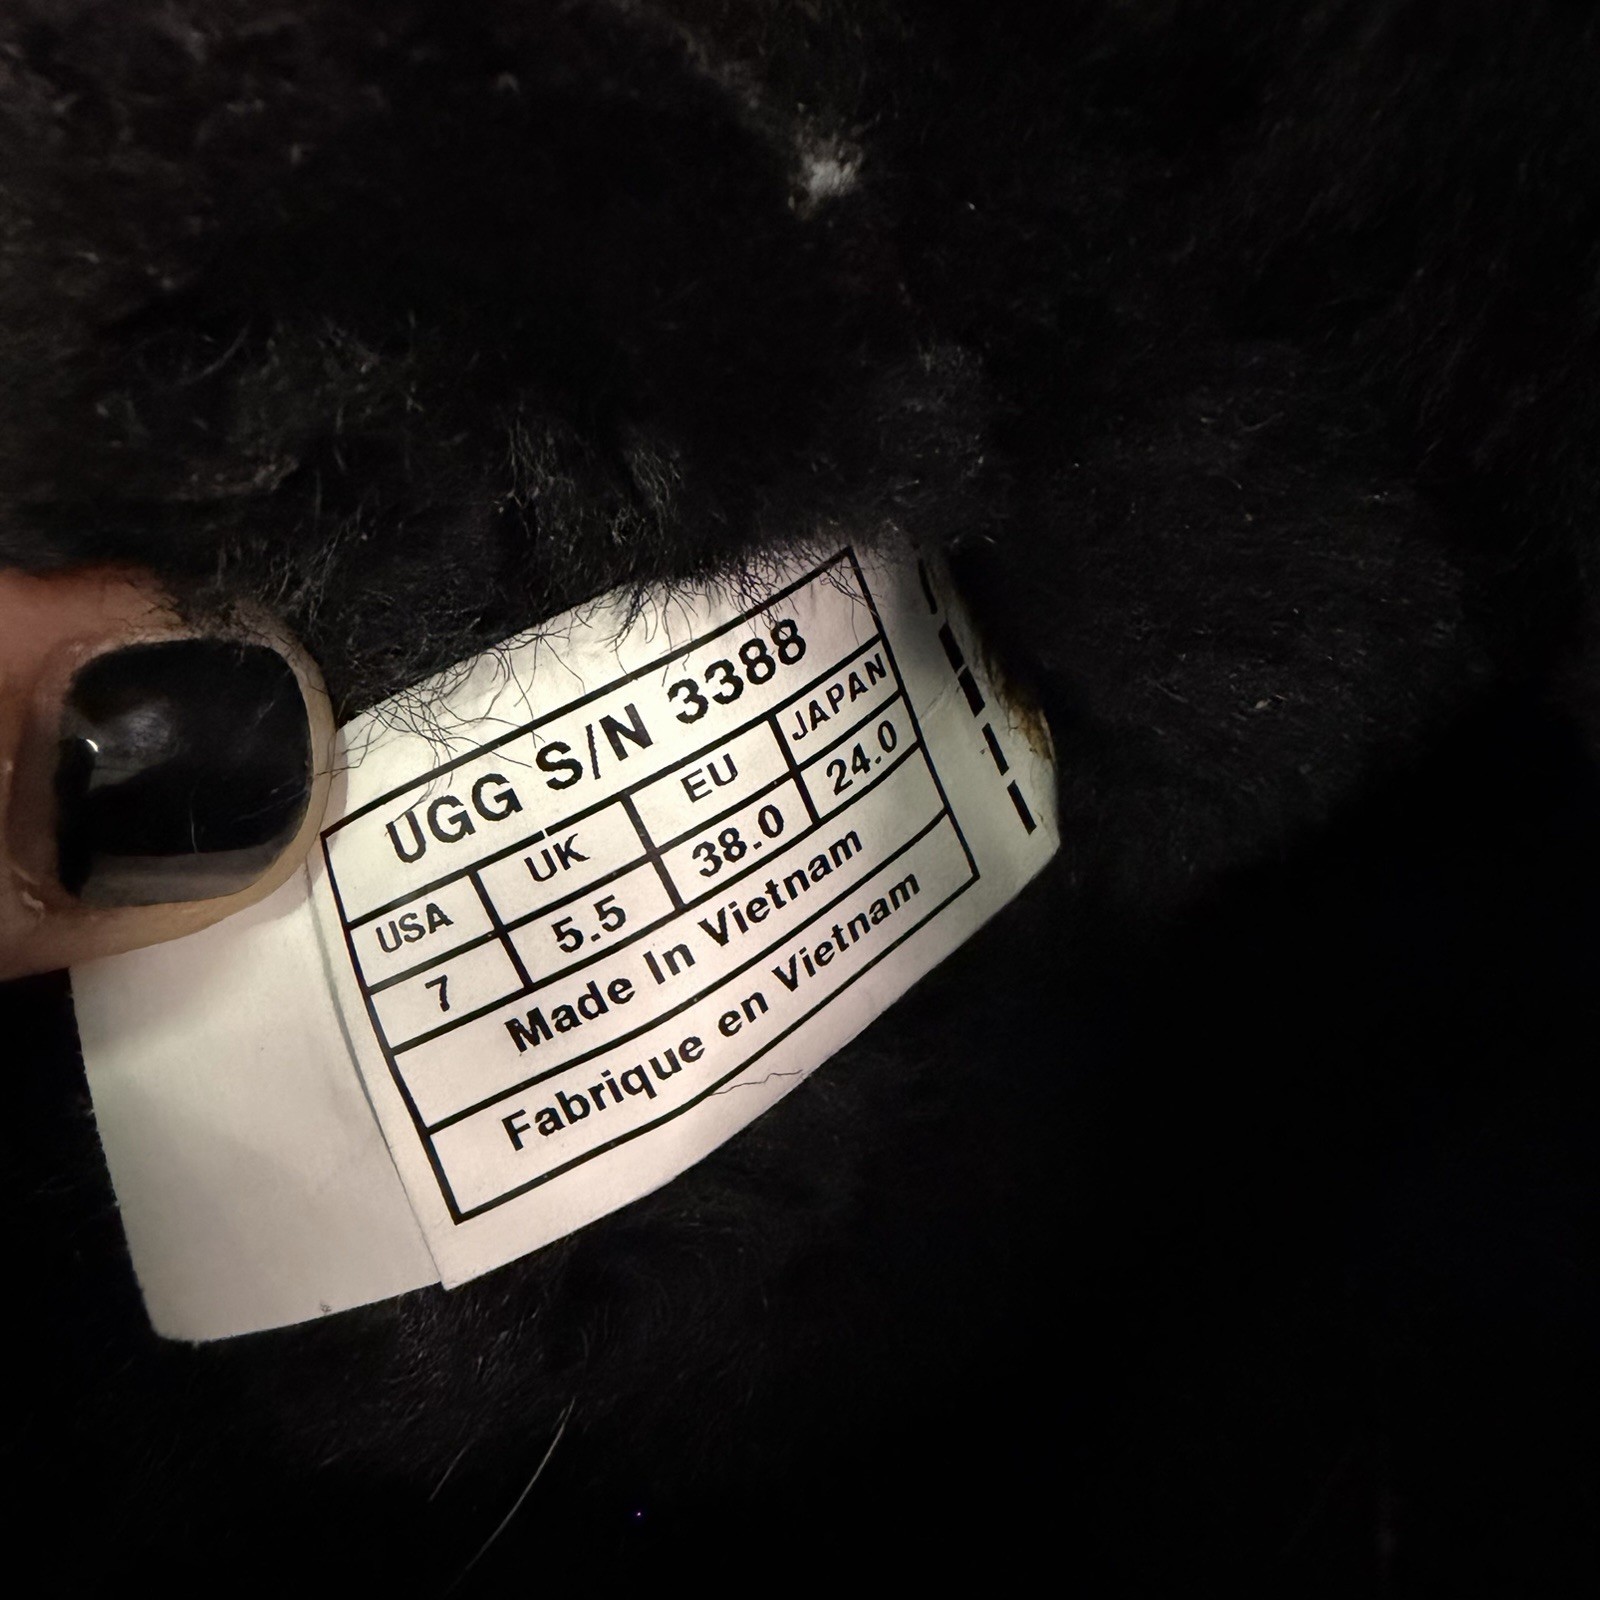 UGG S/N 3388
USA UK EU JAPAN
7 5.5 38.0 24.0
Made In Vietnam
Fabrique en Vietnam